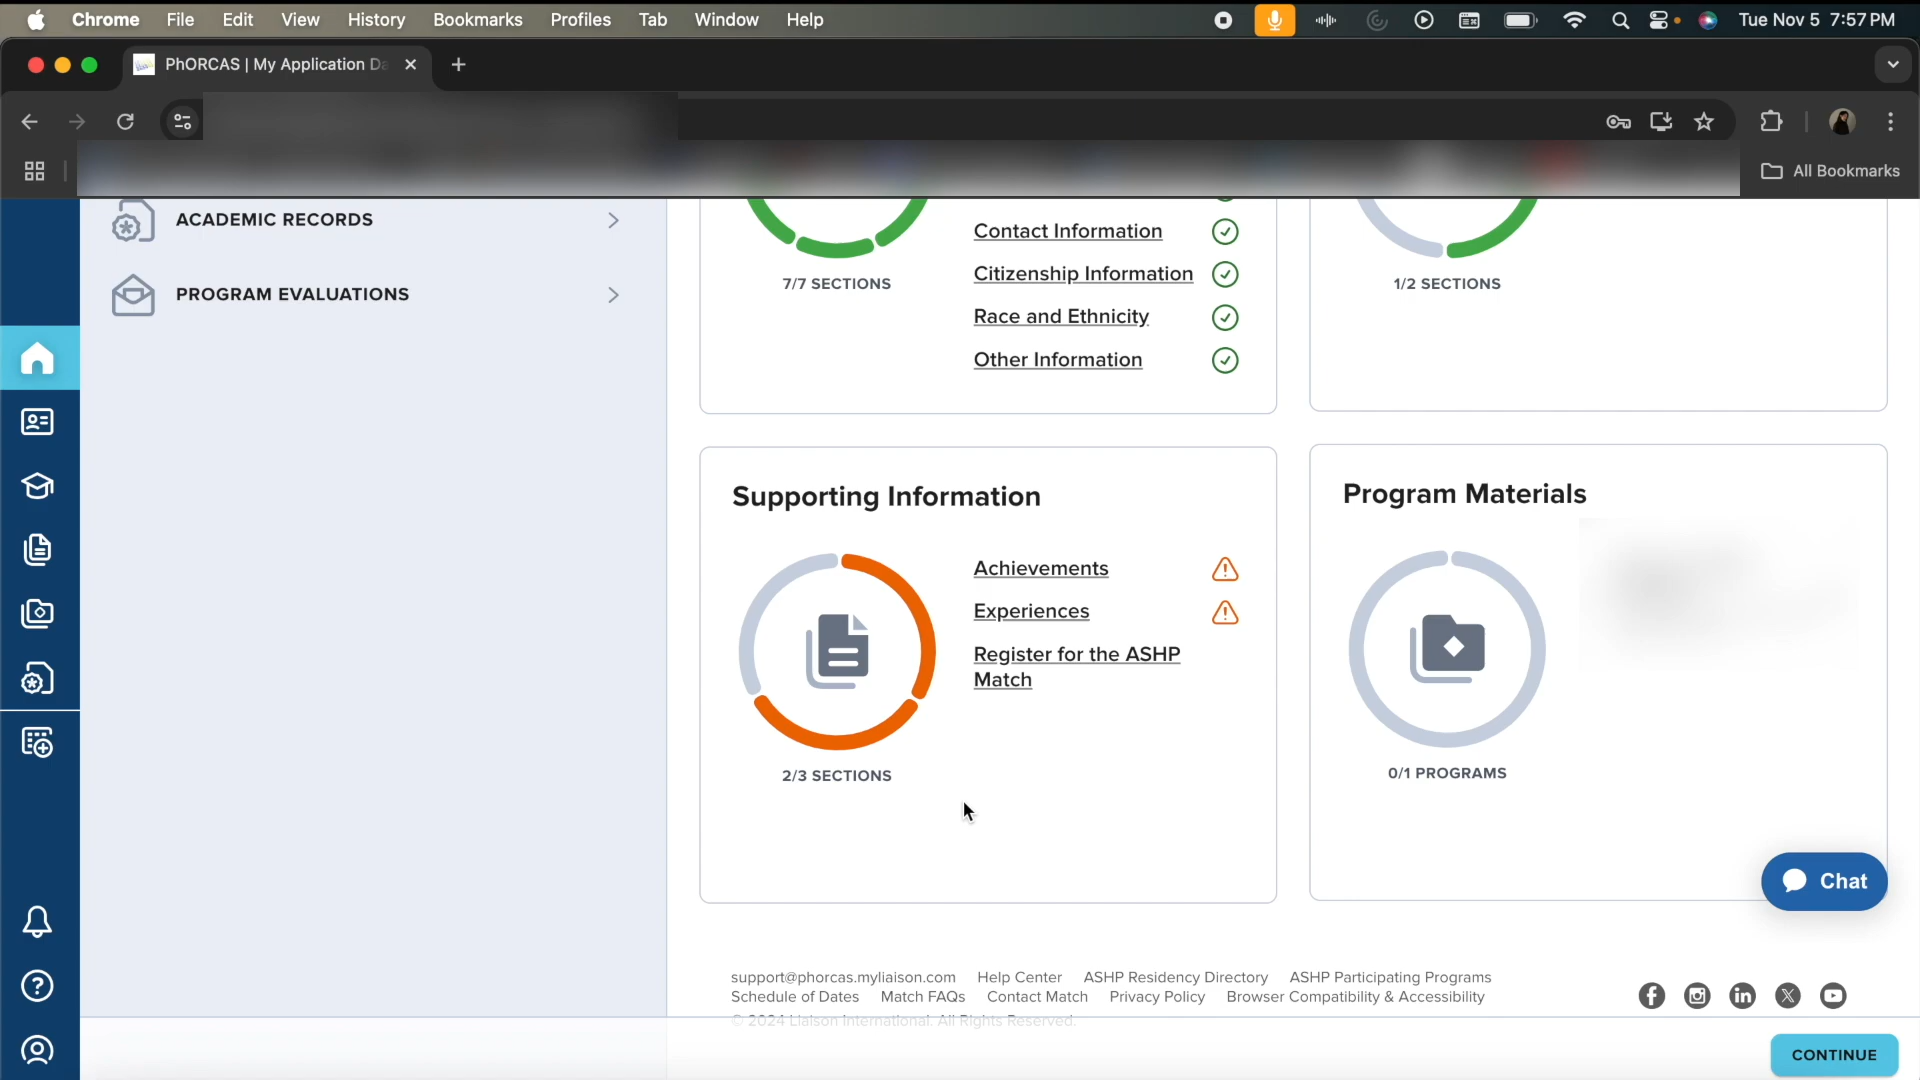 Chrome File Edit View History Bookmarks Profiles Tab Window Help Tue Nov 5 7:57 PM
PhORCAS | My Application Da
All Bookmarks
ACADEMIC RECORDS
PROGRAM EVALUATIONS
7/7 SECTIONS
Contact Information
Citizenship Information
Race and Ethnicity
Other Information
1/2 SECTIONS
Supporting Information
Achievements
Experiences
Register for the ASHP
Match
2/3 SECTIONS
Program Materials
0/1 PROGRAMS
Chat
support@phorcas.myliaison.com Help Center ASHP Residency Directory ASHP Participating Programs
Schedule of Dates Match FAQs Contact Match Privacy Policy Browser Compatibility & Accessibility
© 2024 Liaison International. All Rights Reserved.
CONTINUE